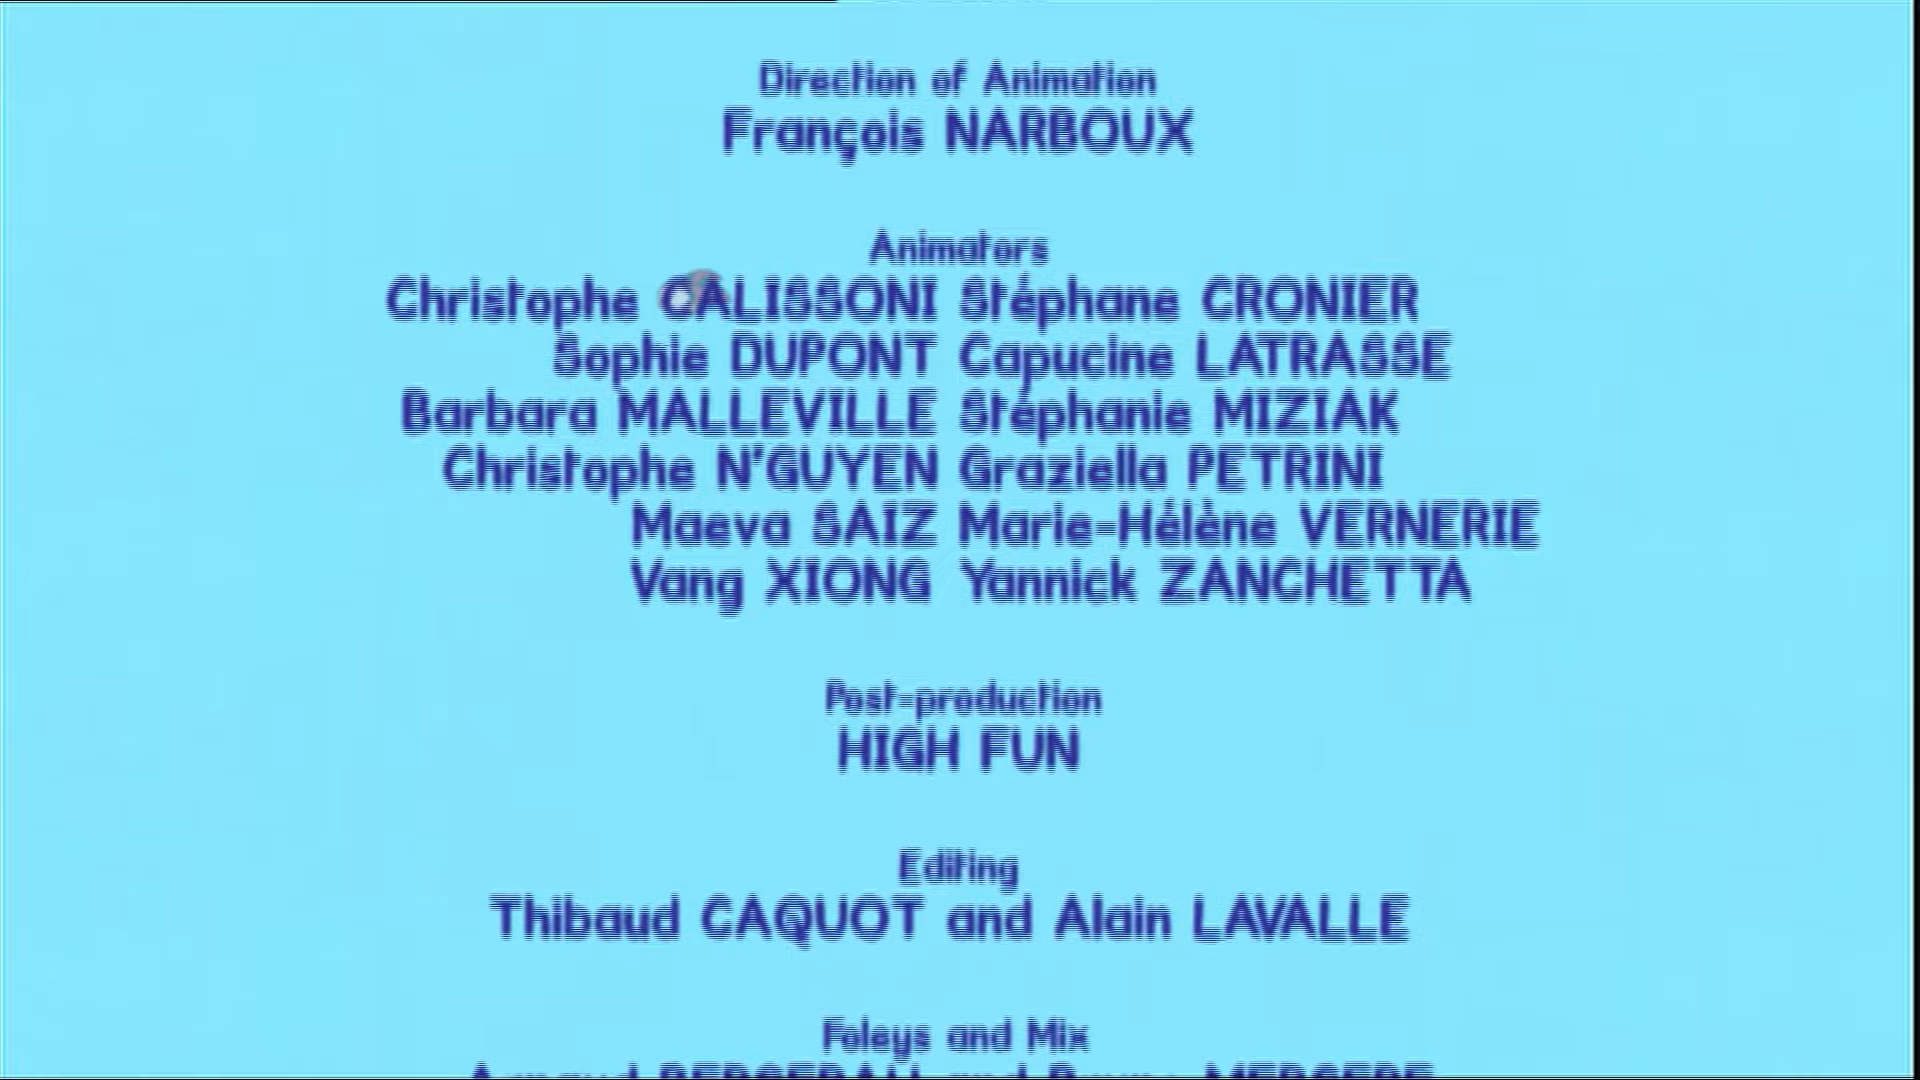 Direction of Animation
François NARBOUX
Animators
Christophe CALISSONI Stéphane CRONIER
Sophie DUPONT Capucine LATRASSE
Barbara MALLEVILLE Stéphanie MIZIAK
Christophe N'GUYEN Graziella PETRINI
Maeva SAIZ Marie-Hélène VERNERIE
Vang XIONG Yannick ZANCHETTA
Post-production
HIGH FUN
Editing
Thibaud CAQUOT and Alain LAVALLE
Foleys and Mix
and